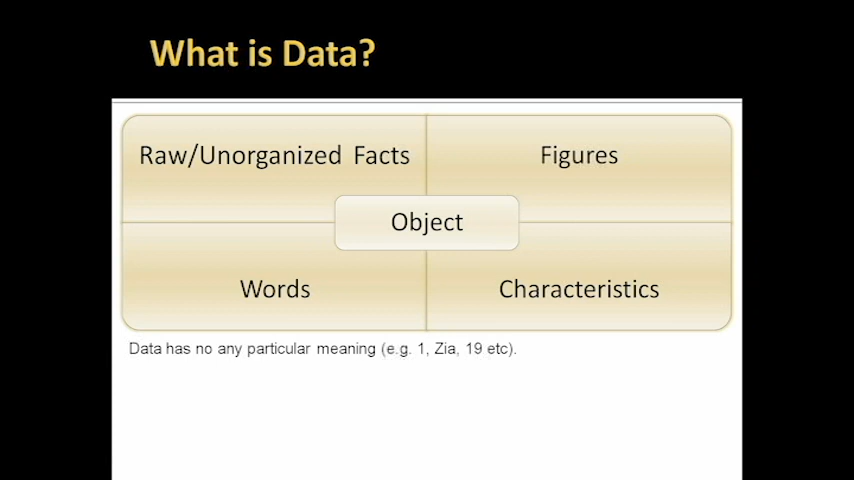 What is Data?
Raw/Unorganized Facts
Figures
Object
Words
Characteristics
Data has no any particular meaning (e.g. 1, Zia, 19 etc).